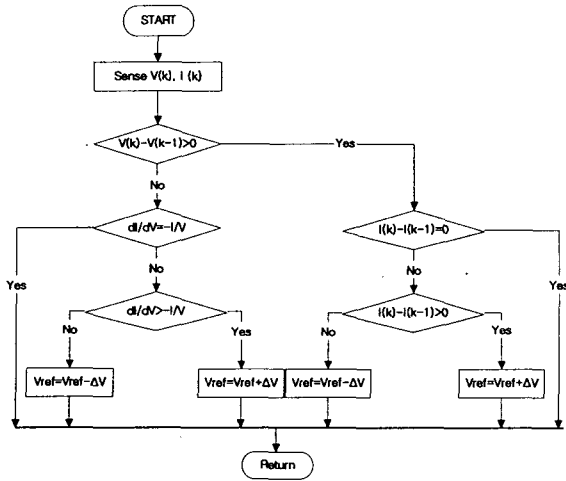 START
Sense V(k), I (k)
V(k)-V(k-1)>0
Yes
No
dI/dV=-I/V
I(k)-I(k-1)=0
Yes
No
No
Yes
dI/dV>-I/V
I(k)-I(k-1)>0
No
Yes
No
Yes
Vref=Vref-ΔV
Vref=Vref+ΔV
Vref=Vref-ΔV
Vref=Vref+ΔV
Return